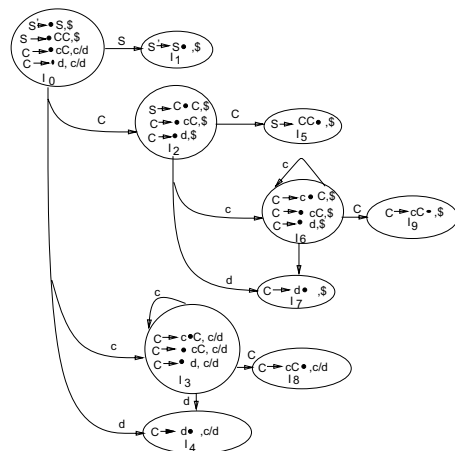 S'→• S,$
S→• CC,$
C→• cC,c/d
C→• d, c/d
I0
S
S'→S• ,$
I1
C
S→C• C,$
C→• cC,$
C→• d,$
I2
C
S→CC• ,$
I5
c
c
C→c• C,$
C→• cC,$
C→• d,$
I6
C
C→cC•,$
I9
d
C→d• ,$
I7
c
c
C→c•C, c/d
C→• cC, c/d
C→• d, c/d
I3
C
C→cC• ,c/d
I8
d
d
C→ d• ,c/d
I4